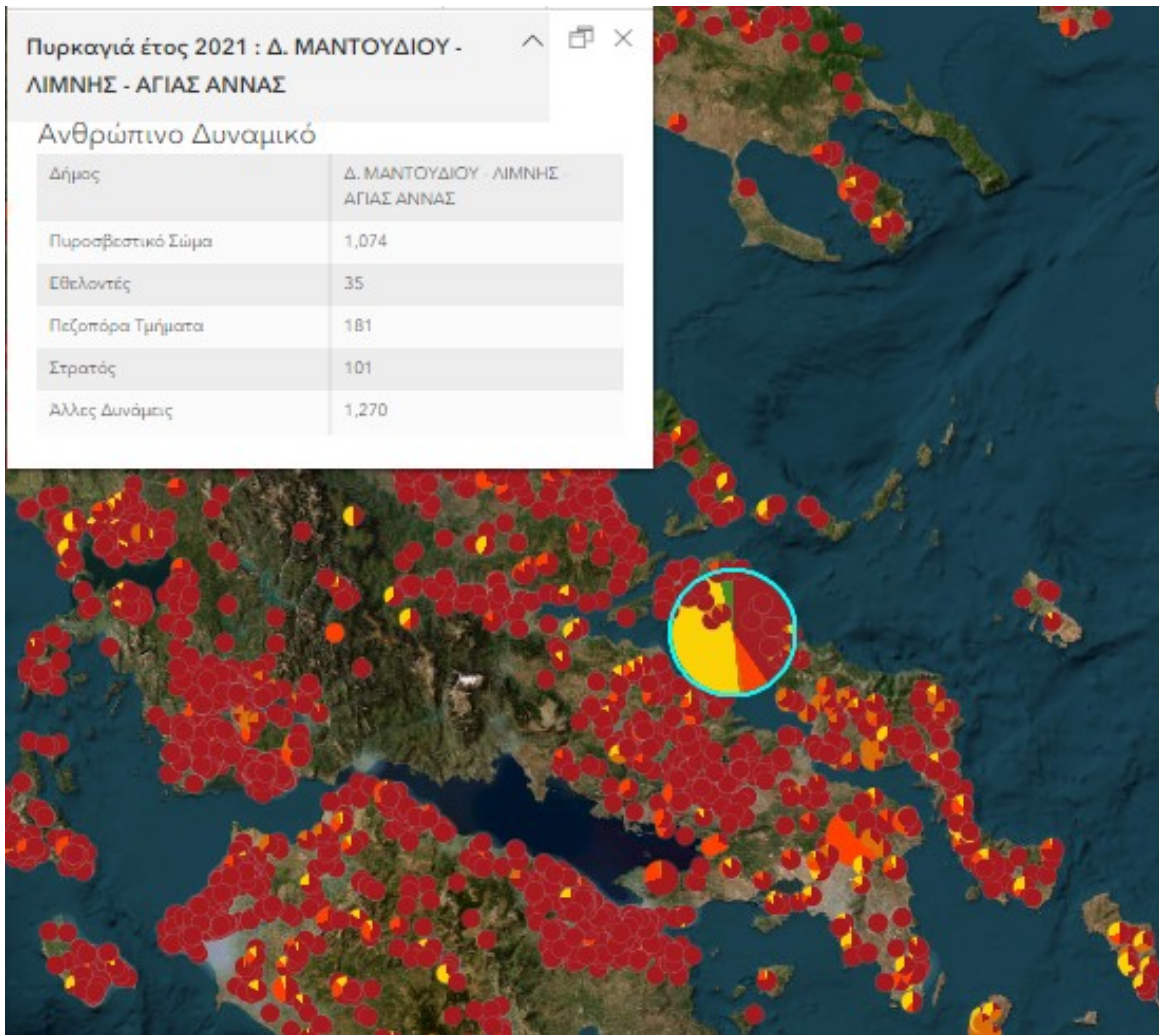 Πυρκαγιά έτος 2021 : Δ. ΜΑΝΤΟΥΔΙΟΥ -
ΛΙΜΝΗΣ - ΑΓΙΑΣ ΑΝΝΑΣ
Ανθρώπινο Δυναμικό
Δήμος Δ. ΜΑΝΤΟΥΔΙΟΥ - ΛΙΜΝΗΣ -
ΑΓΙΑΣ ΑΝΝΑΣ
Πυροσβεστικό Σώμα 1,074
Εθελοντές 35
Πεζοπόρα Τμήματα 181
Στρατός 101
Άλλες Δυνάμεις 1,270